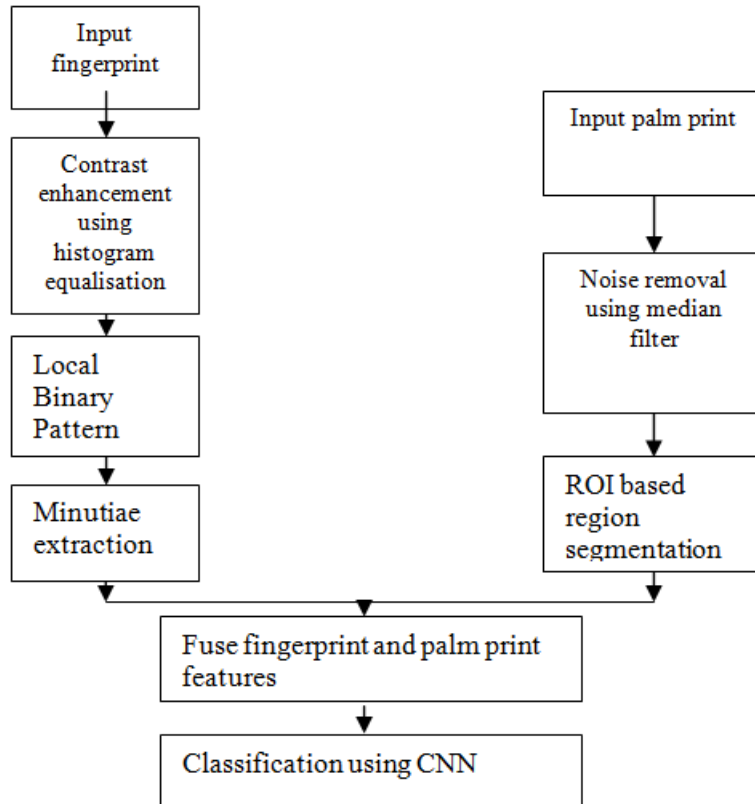 Input
fingerprint
Contrast
enhancement
using
histogram
equalisation
Local
Binary
Pattern
Minutiae
extraction
Input palm print
Noise removal
using median
filter
ROI based
region
segmentation
Fuse fingerprint and palm print
features
Classification using CNN